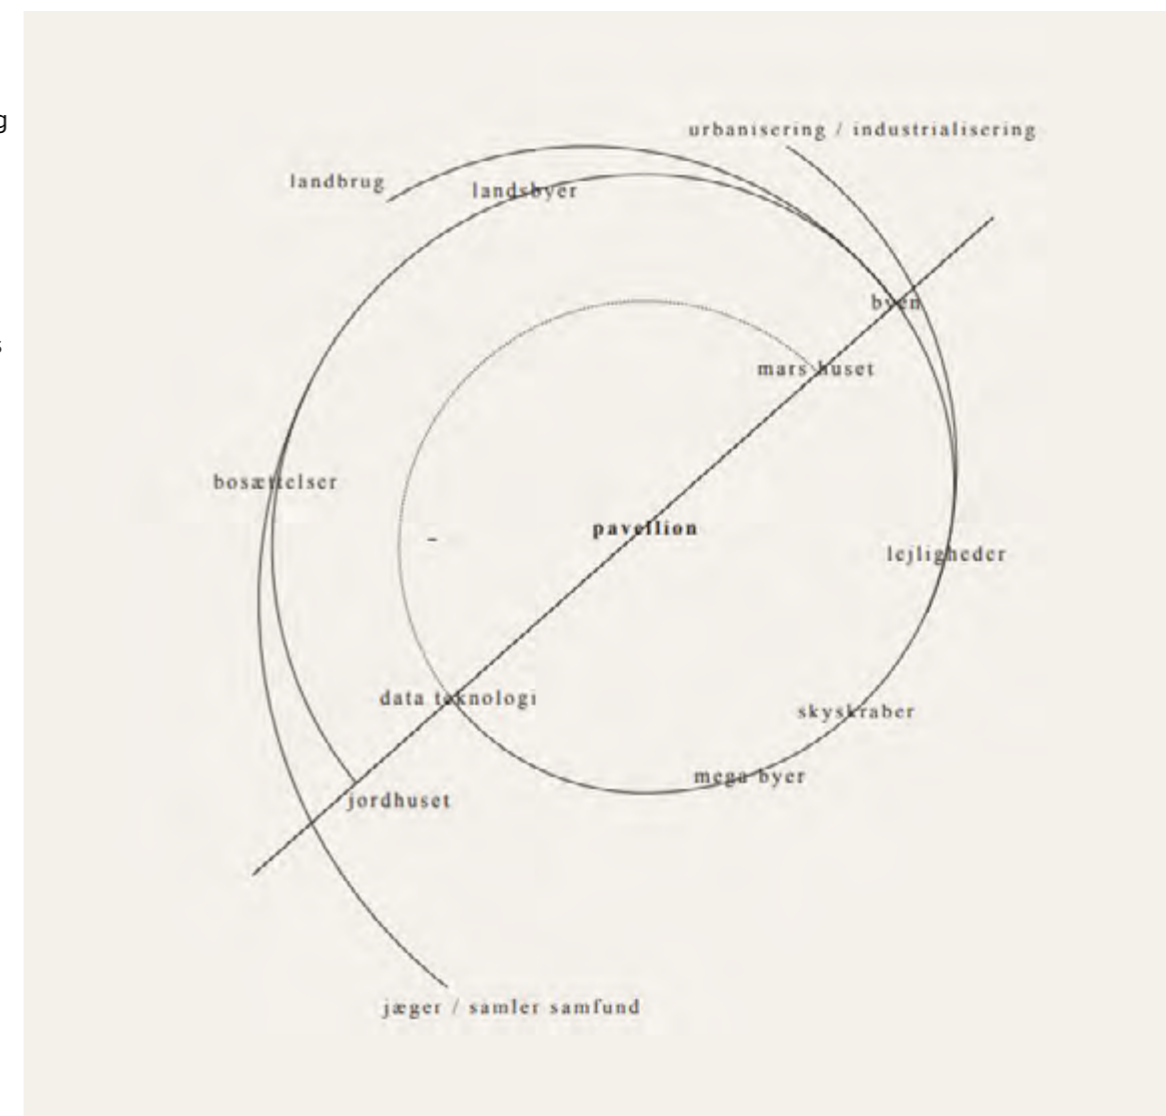 g
urbanisering / industrialisering
landbrug
landsbyer
byen
s
mars huset
bosættelser
pavellion
lejligheder
data teknologi
skyskraber
mega byer
jordhuset
jæger / samler samfund